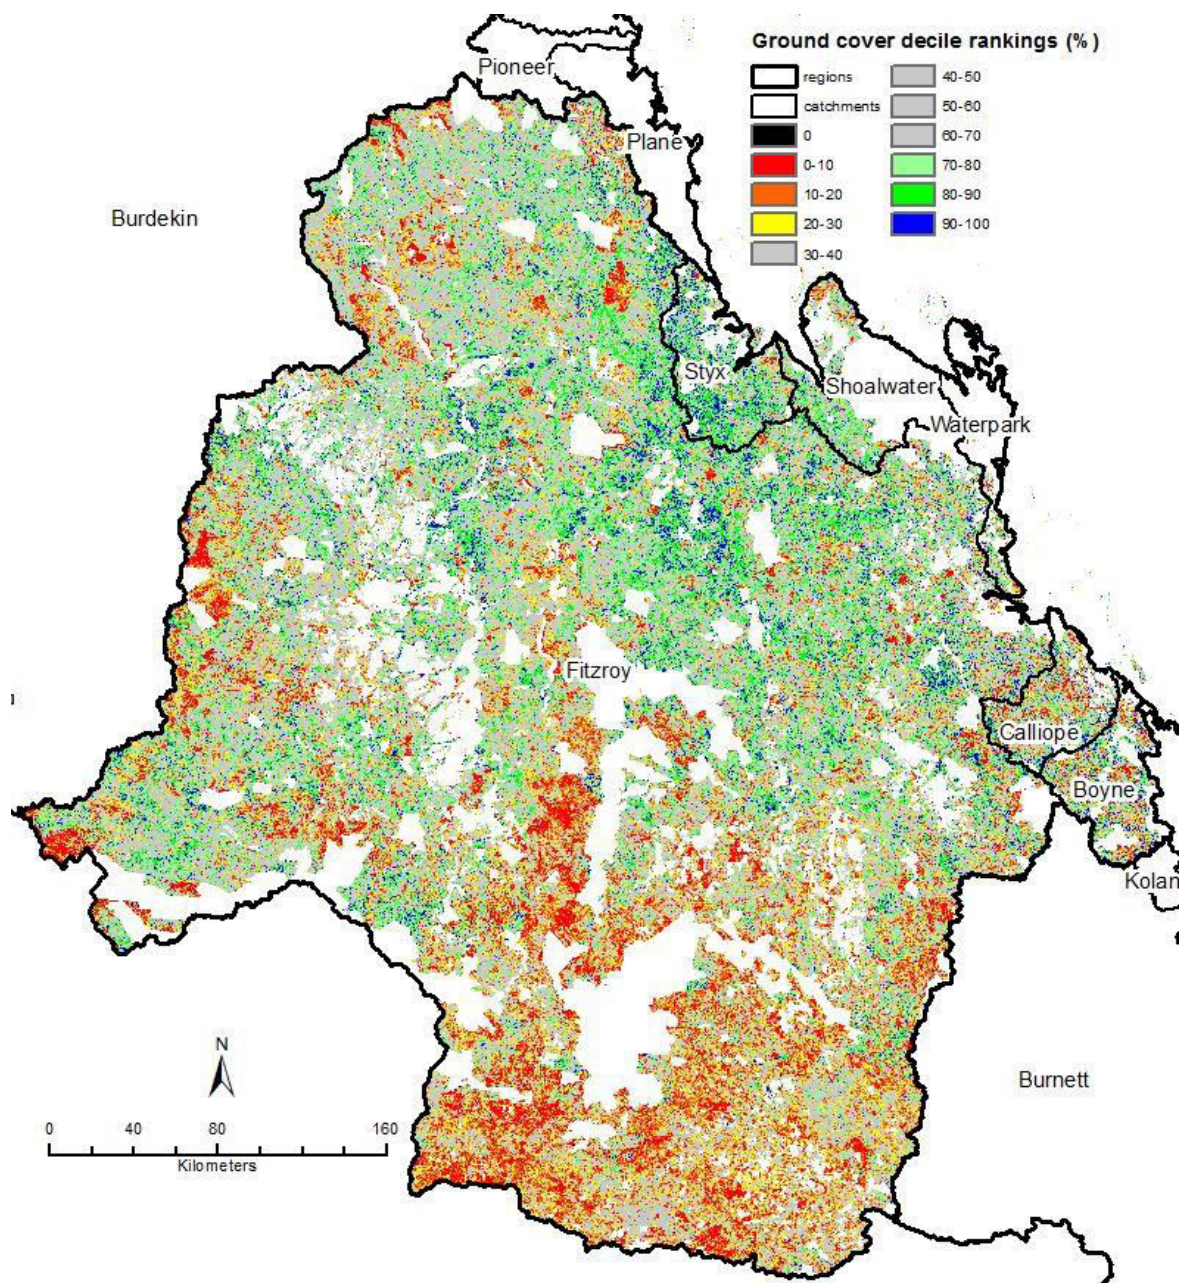 Ground cover decile rankings (%)
regions
catchments
0
0-10
10-20
20-30
30-40
40-50
50-60
60-70
70-80
80-90
90-100
Pioneer
Plane
Burdekin
Styx
Shoalwater
Waterpark
Fitzroy
Calliope
Boyne
Kolan
Burnett
N
0 40 80 160
Kilometers